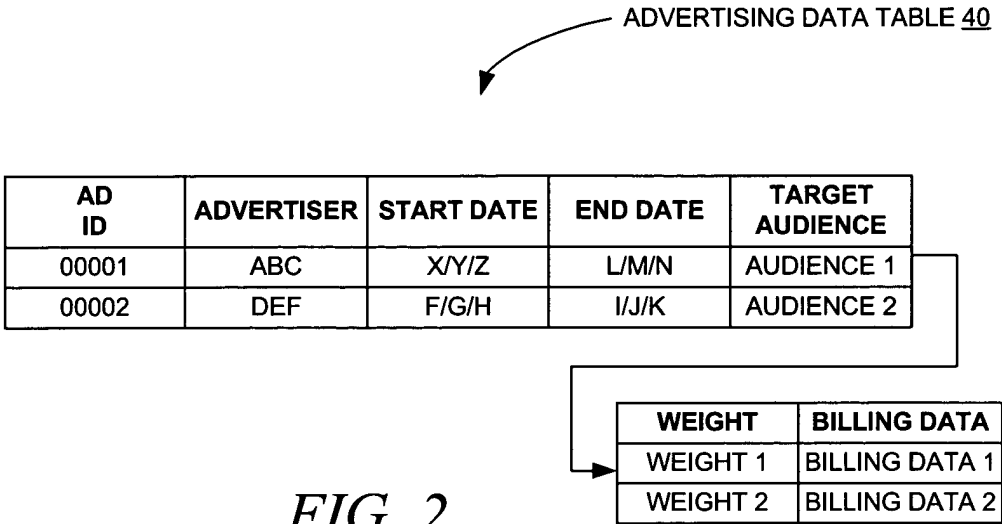 ADVERTISING DATA TABLE 40
AD ID ADVERTISER START DATE END DATE TARGET AUDIENCE
00001 ABC X/Y/Z L/M/N AUDIENCE 1
00002 DEF F/G/H I/J/K AUDIENCE 2
WEIGHT BILLING DATA
WEIGHT 1 BILLING DATA 1
WEIGHT 2 BILLING DATA 2
FIG. 2